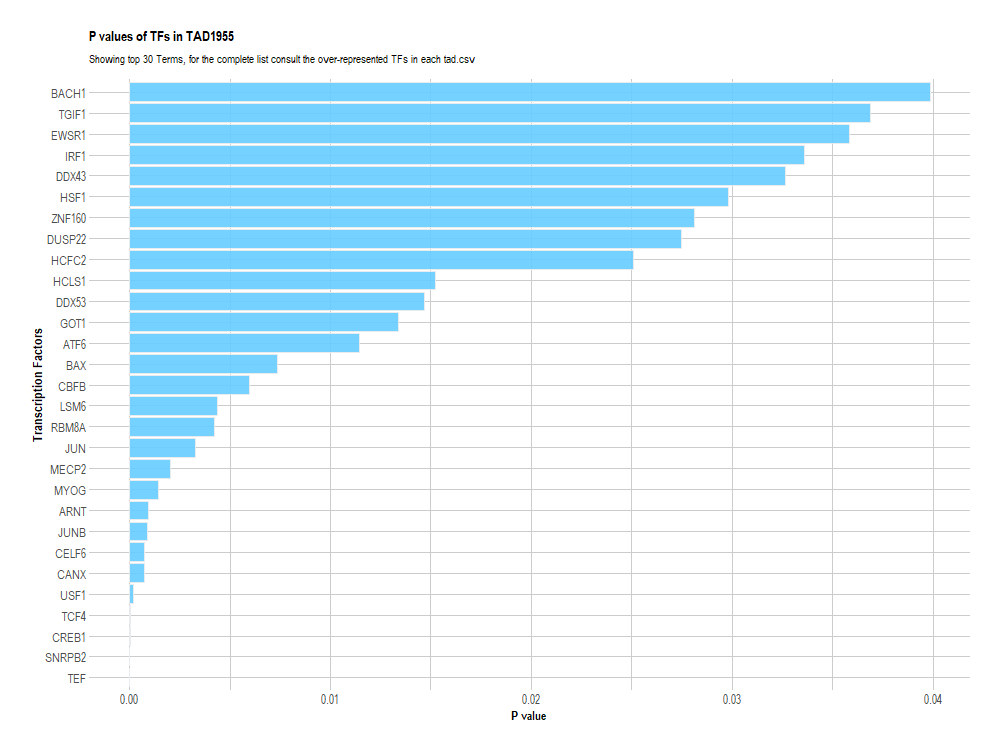 P values of TFs in TAD1955
Showing top 30 Terms, for the complete list consult the over-represented TFs in each tad.csv
Transcription Factors
BACH1
TGIF1
EWSR1
IRF1
DDX43
HSF1
ZNF160
DUSP22
HCFC2
HCLS1
DDX53
GOT1
ATF6
BAX
CBFB
LSM6
RBM8A
JUN
MECP2
MYOG
ARNT
JUNB
CELF6
CANX
USF1
TCF4
CREB1
SNRPB2
TEF
0.00 0.01 0.02 0.03 0.04
P value